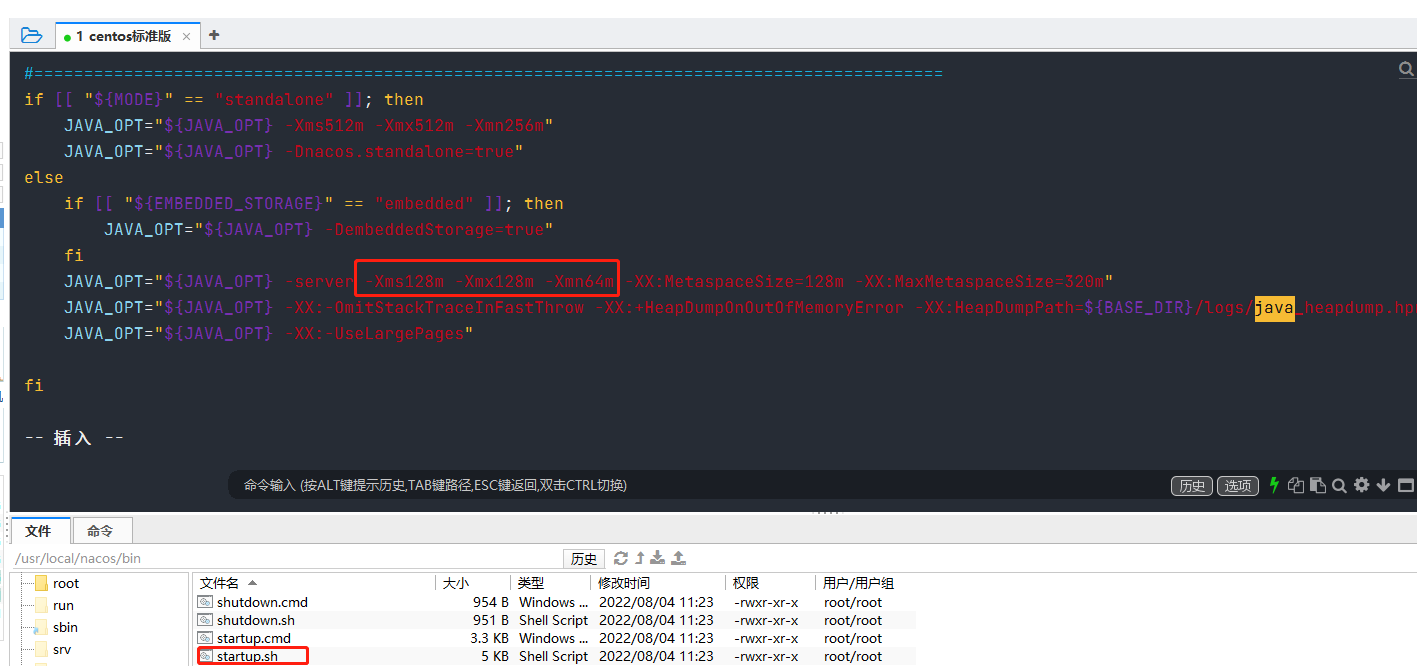 1 centos标准版 × +
#===========================================================================================
if [[ "${MODE}" == "standalone" ]]; then
JAVA_OPT="${JAVA_OPT} -Xms512m -Xmx512m -Xmn256m"
JAVA_OPT="${JAVA_OPT} -Dnacos.standalone=true"
else
if [[ "${EMBEDDED_STORAGE}" == "embedded" ]]; then
JAVA_OPT="${JAVA_OPT} -DembeddedStorage=true"
fi
JAVA_OPT="${JAVA_OPT} -server -Xms128m -Xmx128m -Xmn64m -XX:MetaspaceSize=128m -XX:MaxMetaspaceSize=320m"
JAVA_OPT="${JAVA_OPT} -XX:-OmitStackTraceInFastThrow -XX:+HeapDumpOnOutOfMemoryError -XX:HeapDumpPath=${BASE_DIR}/logs/java_heapdump.hpr
JAVA_OPT="${JAVA_OPT} -XX:-UseLargePages"
fi
-- 插入 --
命令输入 (按ALT键提示历史,TAB键路径,ESC键返回,双击CTRL切换) 历史 选项
文件 命令
/usr/local/nacos/bin 历史
root
run
sbin
srv
文件名 大小 类型 修改时间 权限 用户/用户组
shutdown.cmd 954 B Windows ... 2022/08/04 11:23 -rwxr-xr-x root/root
shutdown.sh 951 B Shell Script 2022/08/04 11:23 -rwxr-xr-x root/root
startup.cmd 3.3 KB Windows ... 2022/08/04 11:23 -rwxr-xr-x root/root
startup.sh 5 KB Shell Script 2022/08/04 11:23 -rwxr-xr-x root/root